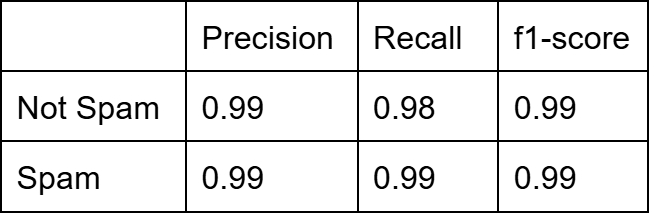 Precision Recall f1-score
Not Spam 0.99 0.98 0.99
Spam 0.99 0.99 0.99